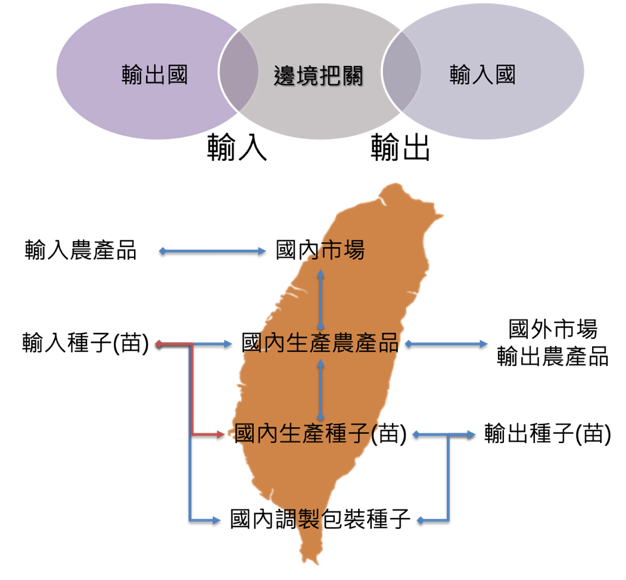 輸出國
邊境把關
輸入國
輸入
輸出
輸入農產品
國內市場
輸入種子(苗)
國內生產農產品
國外市場
輸出農產品
國內生產種子(苗)
輸出種子(苗)
國內調製包裝種子